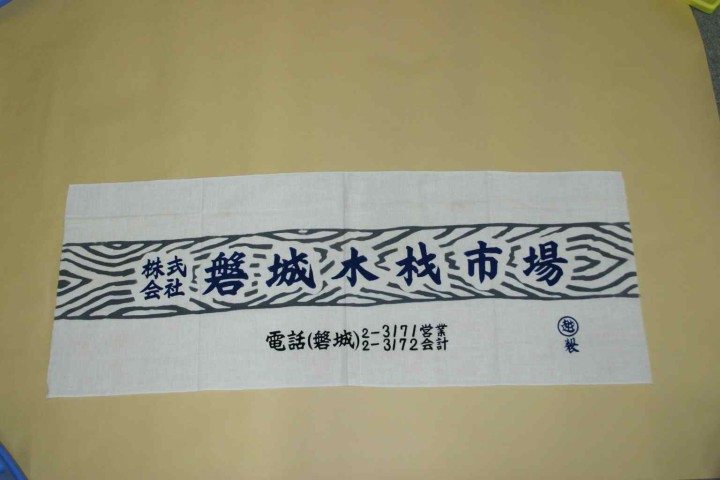 株式会社 磐城木材市場
電話(磐城)2-3171営業
2-3172会計
製